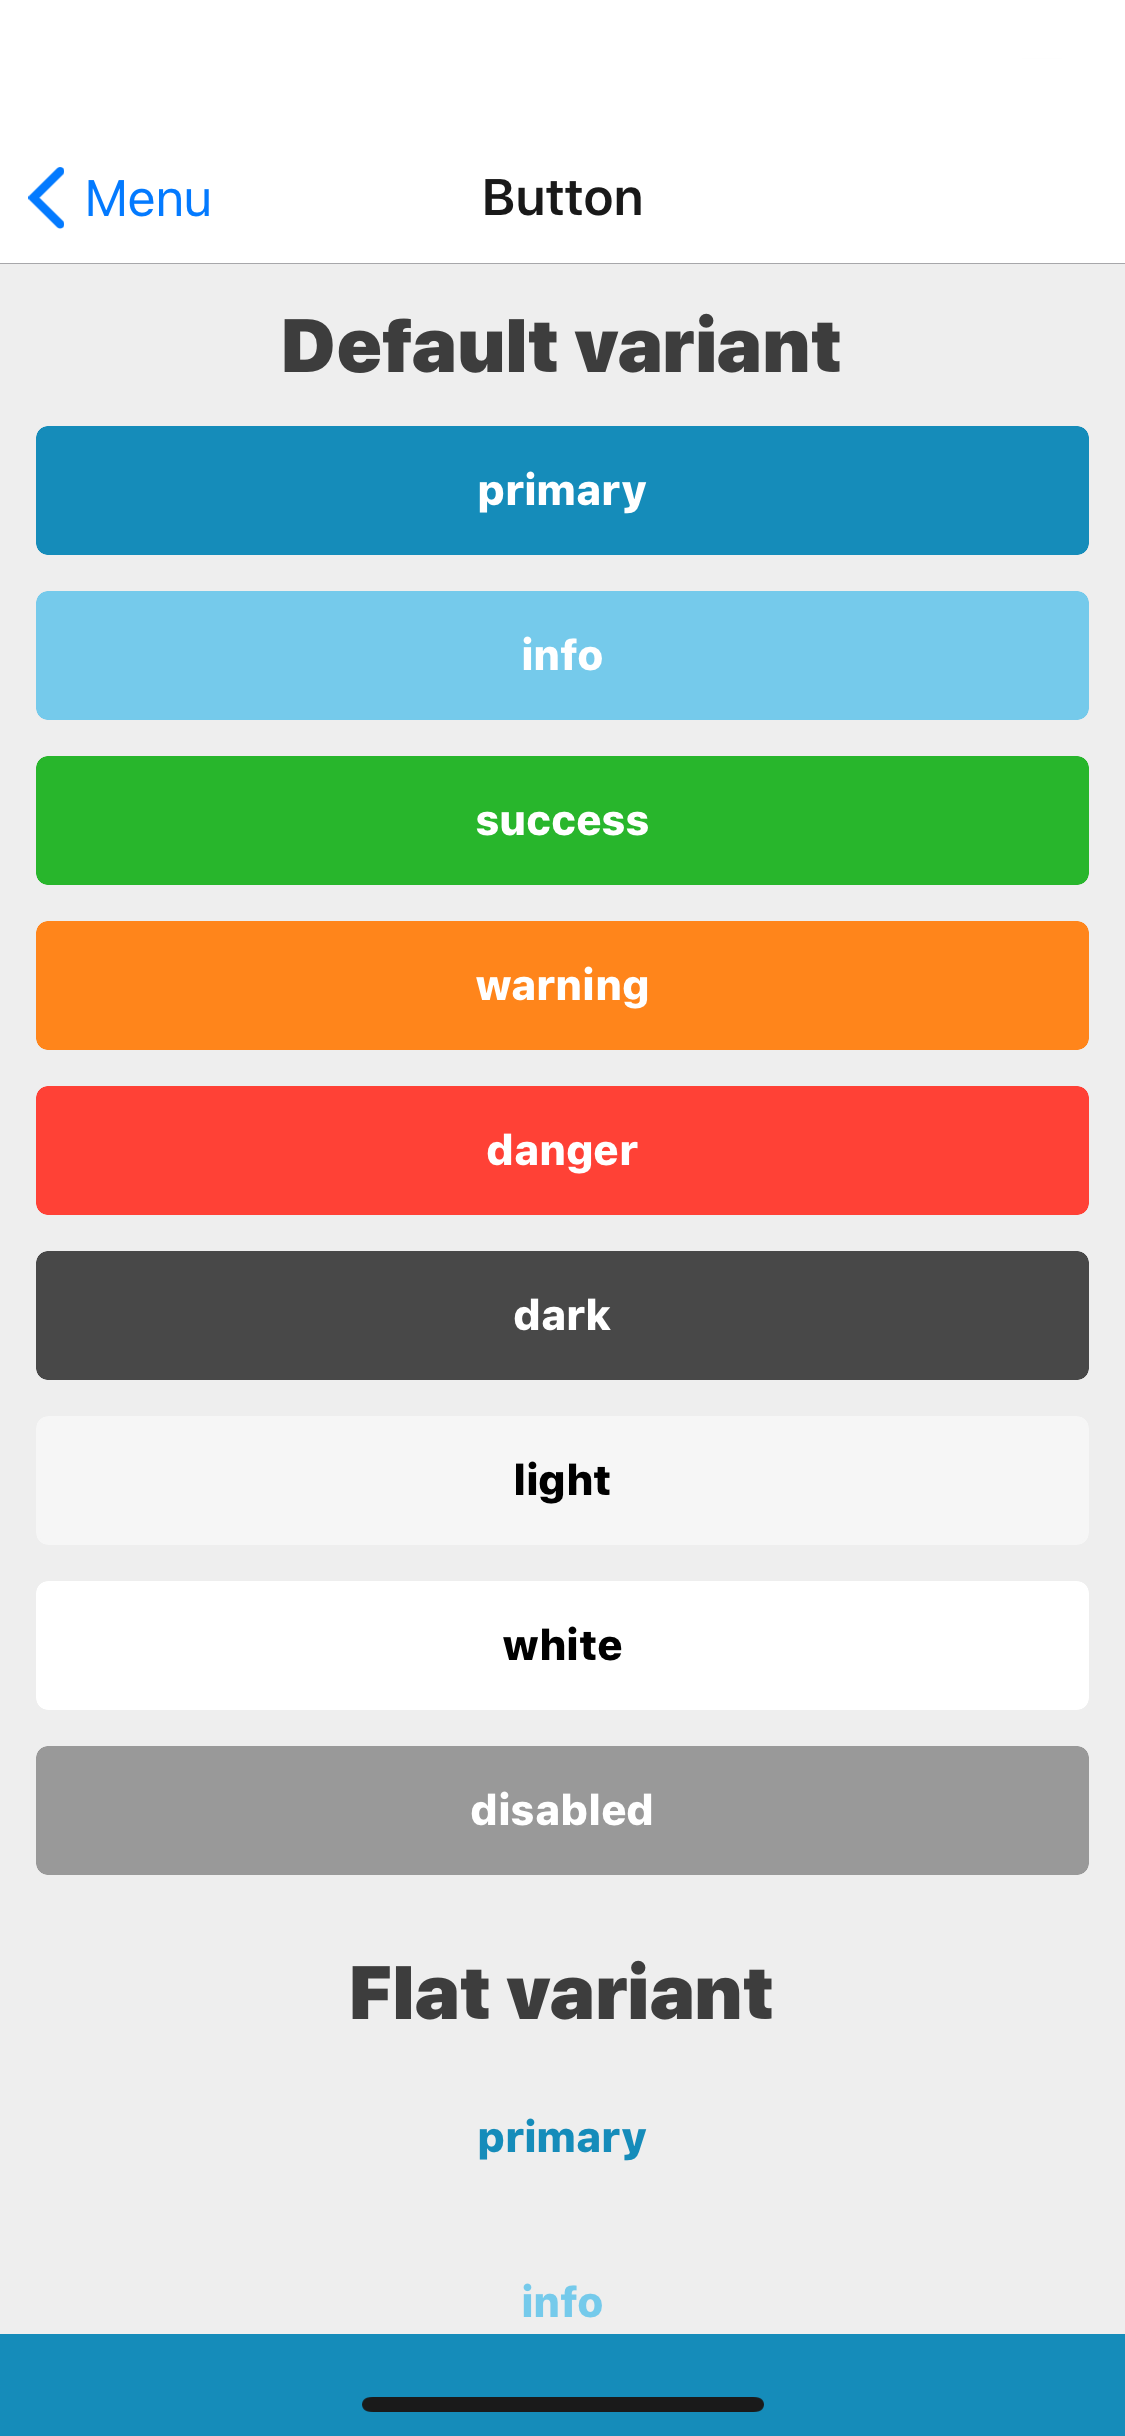 Menu
Button
Default variant
primary
info
success
warning
danger
dark
light
white
disabled
Flat variant
primary
info